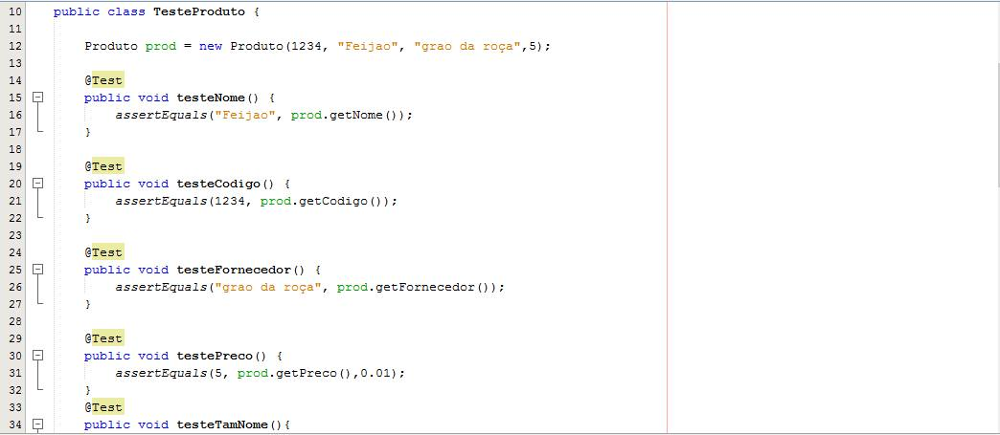 10 public class TesteProduto {
11
12 Produto prod = new Produto(1234, "Feijao", "grao da roça",5);
13
14 @Test
15 public void testeNome() {
16 assertEquals("Feijao", prod.getNome());
17 }
18
19 @Test
20 public void testeCodigo() {
21 assertEquals(1234, prod.getCodigo());
22 }
23
24 @Test
25 public void testeFornecedor() {
26 assertEquals("grao da roça", prod.getFornecedor());
27 }
28
29 @Test
30 public void testePreco() {
31 assertEquals(5, prod.getPreco(),0.01);
32 }
33 @Test
34 public void testeTamNome(){